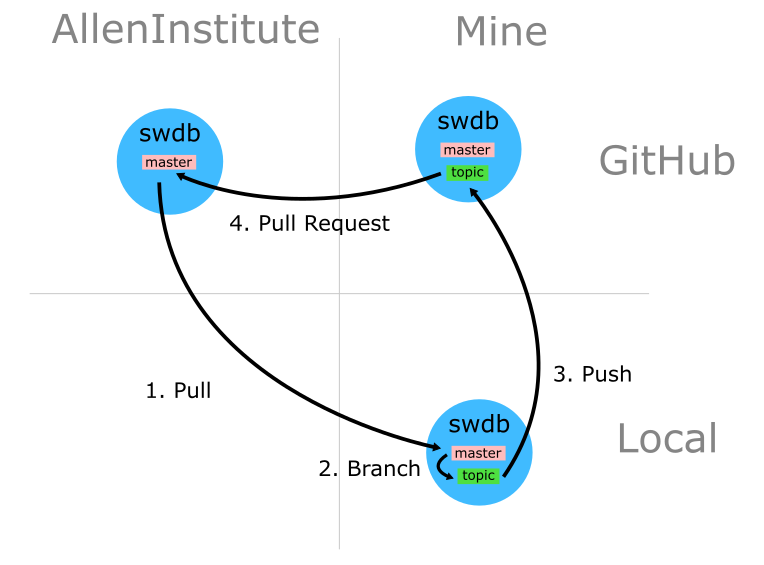 AllenInstitute
Mine
swdb
master
swdb
master
topic
GitHub
4. Pull Request
1. Pull
3. Push
swdb
master
topic
2. Branch
Local